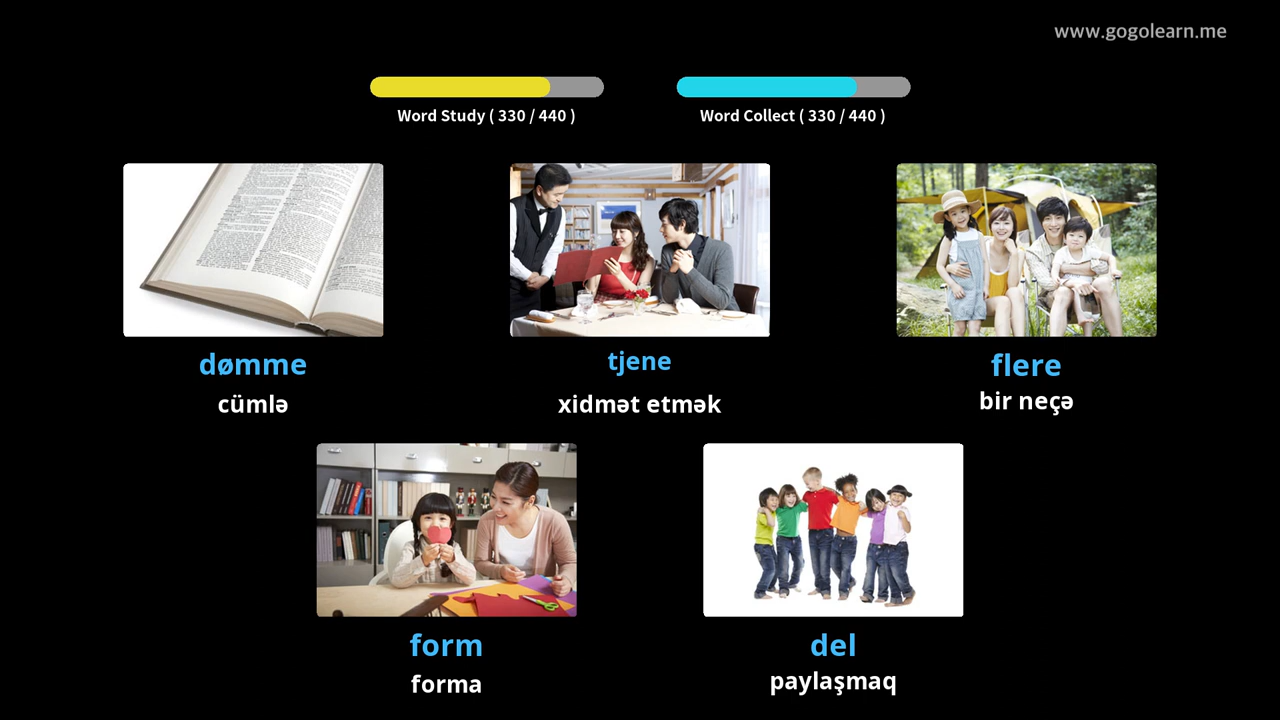 www.gogolearn.me
Word Study ( 330 / 440 )
Word Collect ( 330 / 440 )
dømme
cümlə
tjene
xidmət etmək
flere
bir neçə
form
forma
del
paylaşmaq